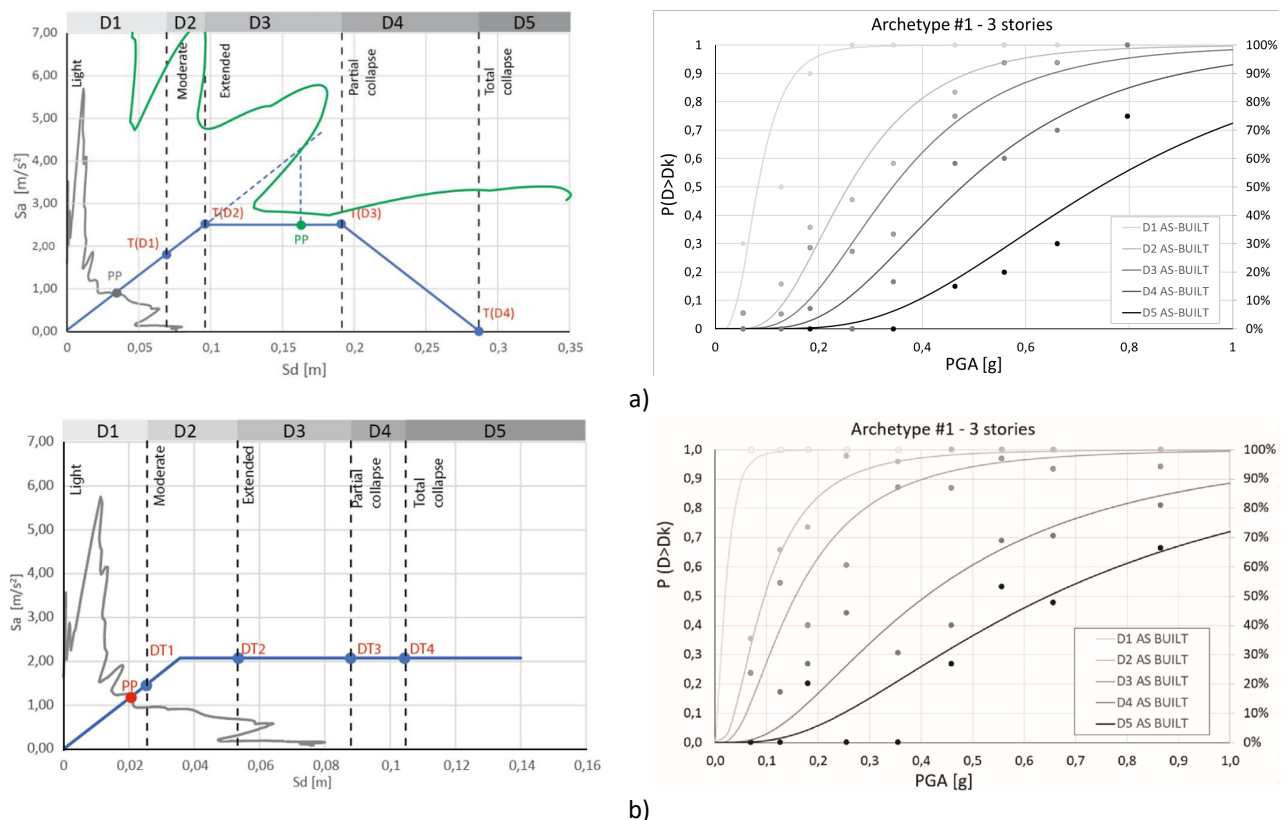 D1 D2 D3 D4 D5
7,00
6,00
5,00
4,00
3,00
2,00
1,00
0,00
Sa [m/s²]
Light
Moderate
Extended
Partial
collapse
Total
collapse
T(D1)
T(D2)
T(D3)
T(D4)
PP
PP
0 0,05 0,1 0,15 0,2 0,25 0,3 0,35
Sd [m]
Archetype #1 - 3 stories
1
0,9
0,8
0,7
0,6
0,5
0,4
0,3
0,2
0,1
0
P(D>Dk)
100%
90%
80%
70%
60%
50%
40%
30%
20%
10%
0%
D1 AS-BUILT
D2 AS-BUILT
D3 AS-BUILT
D4 AS-BUILT
D5 AS-BUILT
0 0,2 0,4 0,6 0,8 1
PGA [g]
a)
D1 D2 D3 D4 D5
7,00
6,00
5,00
4,00
3,00
2,00
1,00
0,00
Sa [m/s²]
Light
Moderate
Extended
Partial
collapse
Total
collapse
PP
DT1
DT2
DT3
DT4
0 0,02 0,04 0,06 0,08 0,1 0,12 0,14 0,16
Sd [m]
Archetype #1 - 3 stories
1,0
0,9
0,8
0,7
0,6
0,5
0,4
0,3
0,2
0,1
0,0
P (D>Dk)
100%
90%
80%
70%
60%
50%
40%
30%
20%
10%
0%
D1 AS BUILT
D2 AS BUILT
D3 AS BUILT
D4 AS BUILT
D5 AS BUILT
0,0 0,1 0,2 0,3 0,4 0,5 0,6 0,7 0,8 0,9 1,0
PGA [g]
b)